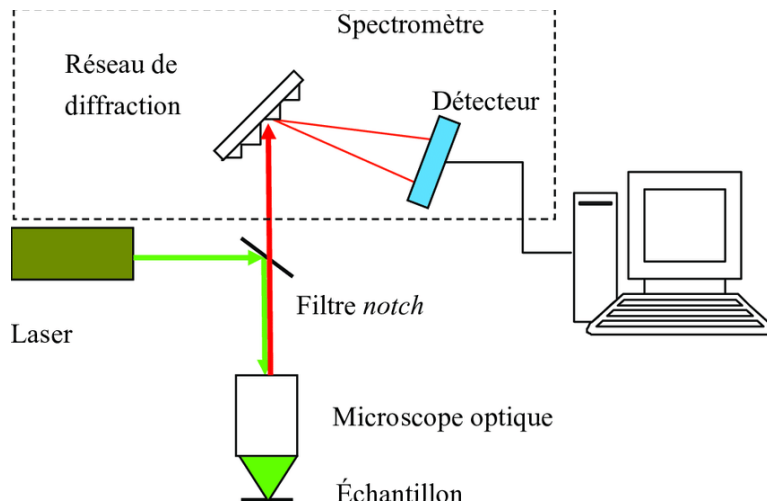 Spectromètre
Réseau de
diffraction
Détecteur
Filtre notch
Laser
Microscope optique
Échantillon